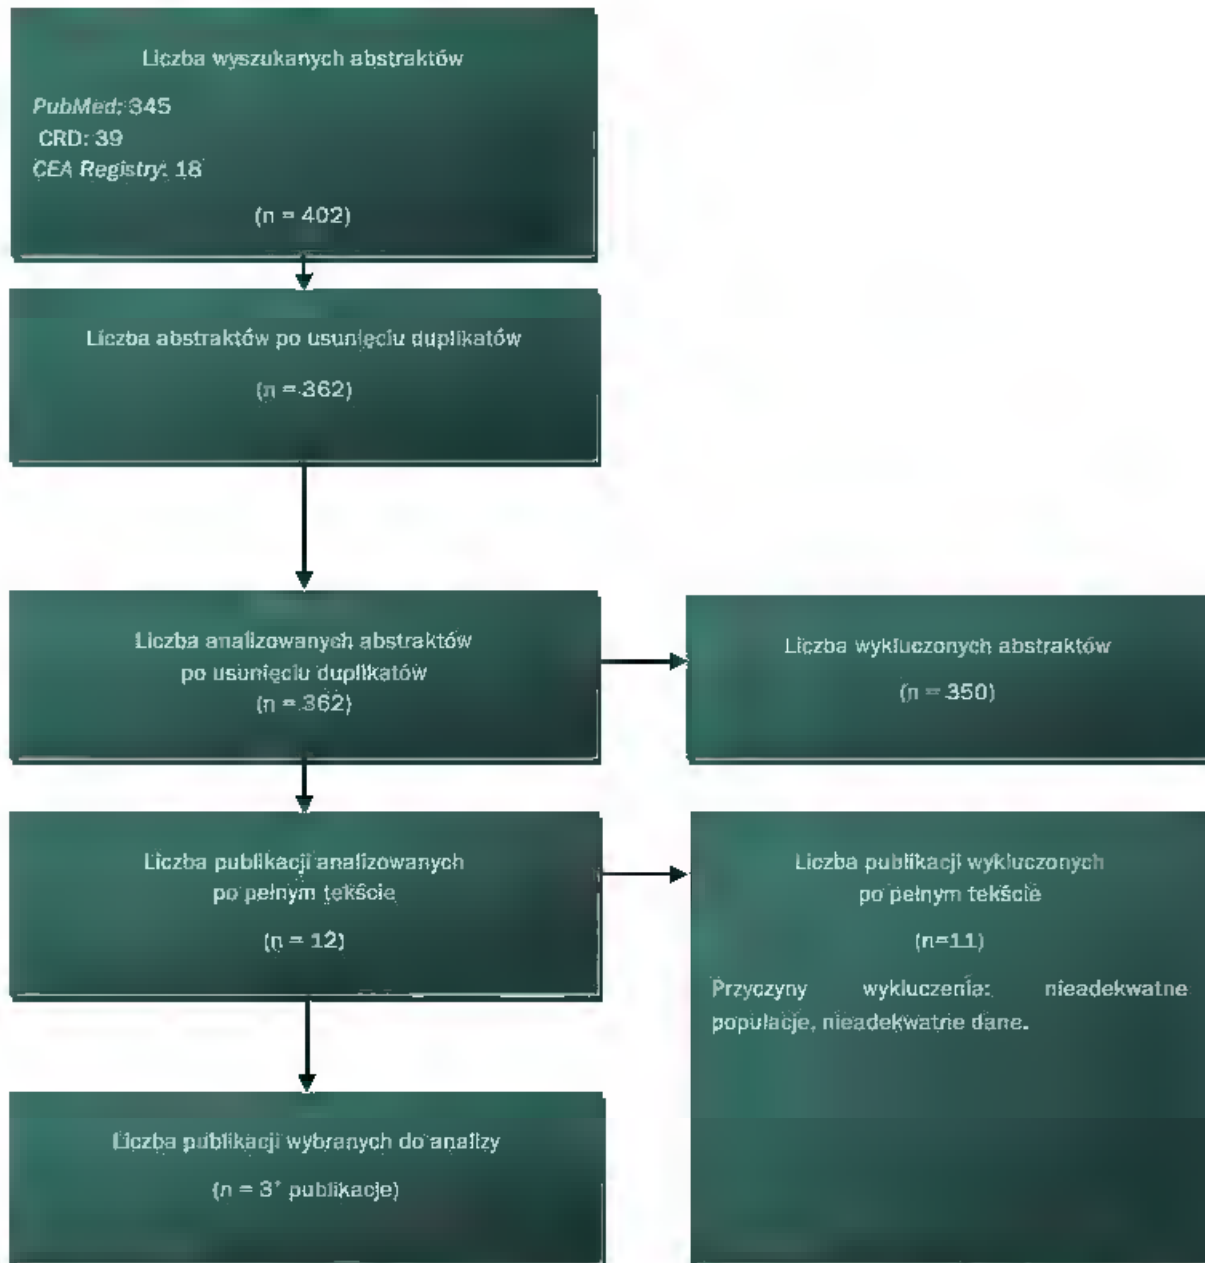 Liczba wyszukanych abstraktów
PubMed: 345
CRD: 39
CEA Registry: 18
(n = 402)
Liczba abstraktów po usunięciu duplikatów
(n = 362)
Liczba analizowanych abstraktów
po usunięciu duplikatów
(n = 362)
Liczba wykluczonych abstraktów
(n = 350)
Liczba publikacji analizowanych
po pełnym tekście
(n = 12)
Liczba publikacji wykluczonych
po pełnym tekście
(n=11)
Przyczyny wykluczenia: nieadekwatne
populacje, nieadekwatne dane.
Liczba publikacji wybranych do analizy
(n = 3* publikacje)